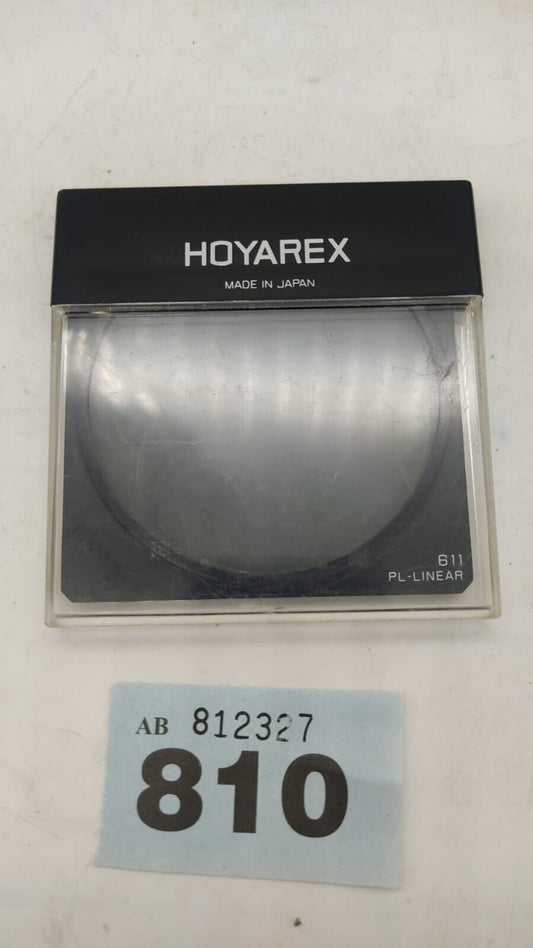 HOYAREX
MADE IN JAPAN
611
PL-LINEAR
AB 812327
810